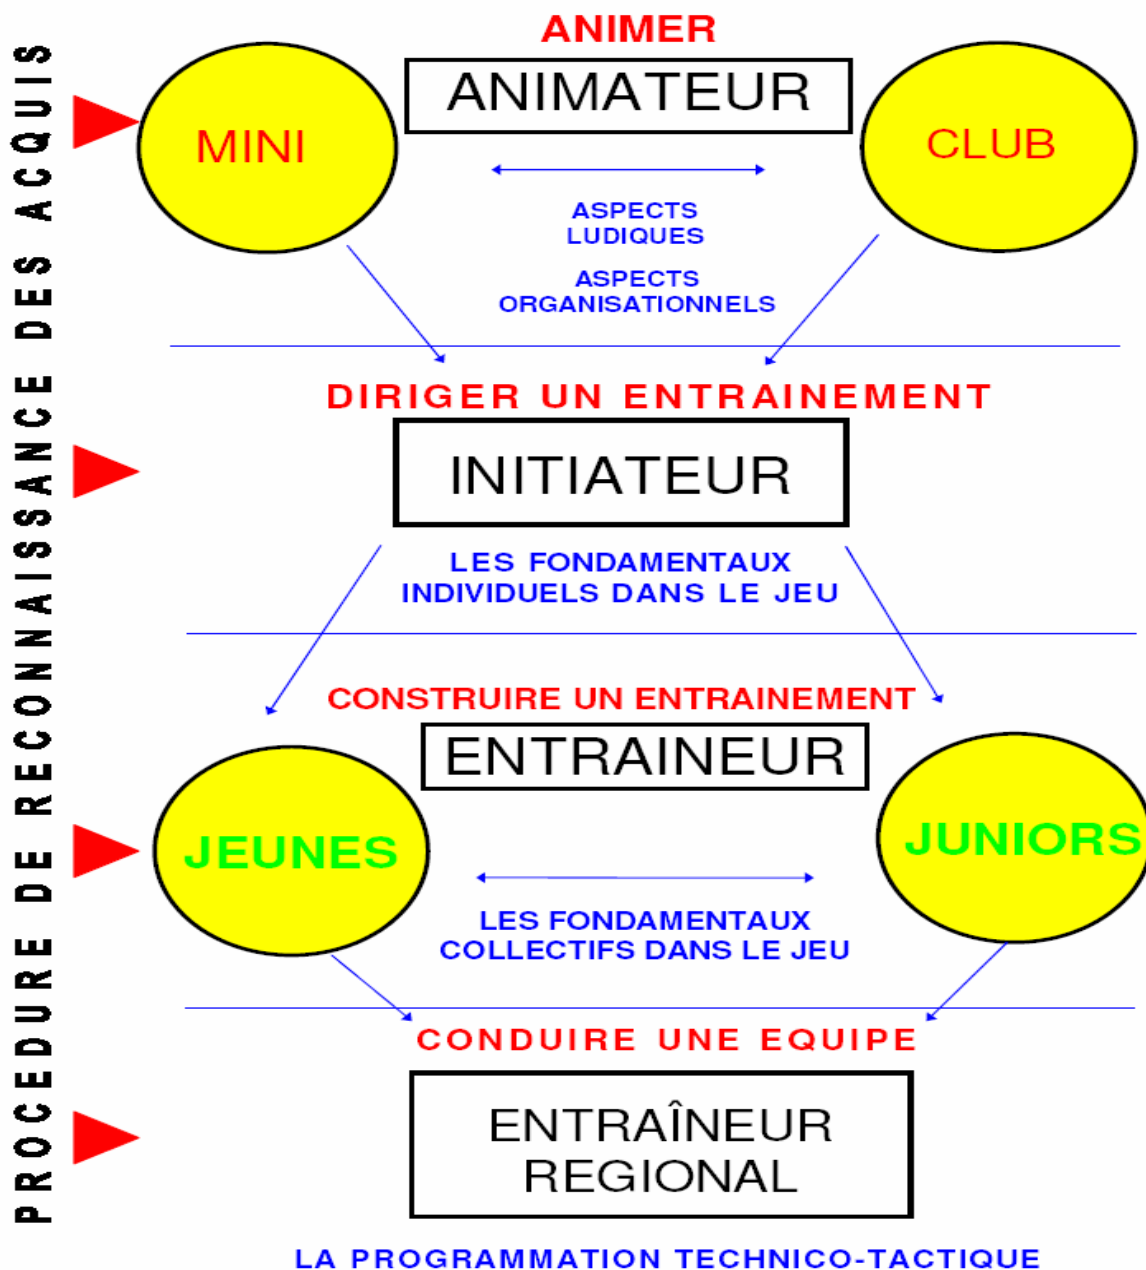 PROCEDURE DE RECONNAISSANCE DES ACQUIS
ANIMER
ANIMATEUR
MINI
CLUB
ASPECTS
LUDIQUES
ASPECTS
ORGANISATIONNELS
DIRIGER UN ENTRAINEMENT
INITIATEUR
LES FONDAMENTAUX
INDIVIDUELS DANS LE JEU
CONSTRUIRE UN ENTRAINEMENT
ENTRAINEUR
JEUNES
JUNIORS
LES FONDAMENTAUX
COLLECTIFS DANS LE JEU
CONDUIRE UNE EQUIPE
ENTRAÎNEUR
REGIONAL
LA PROGRAMMATION TECHNICO-TACTIQUE